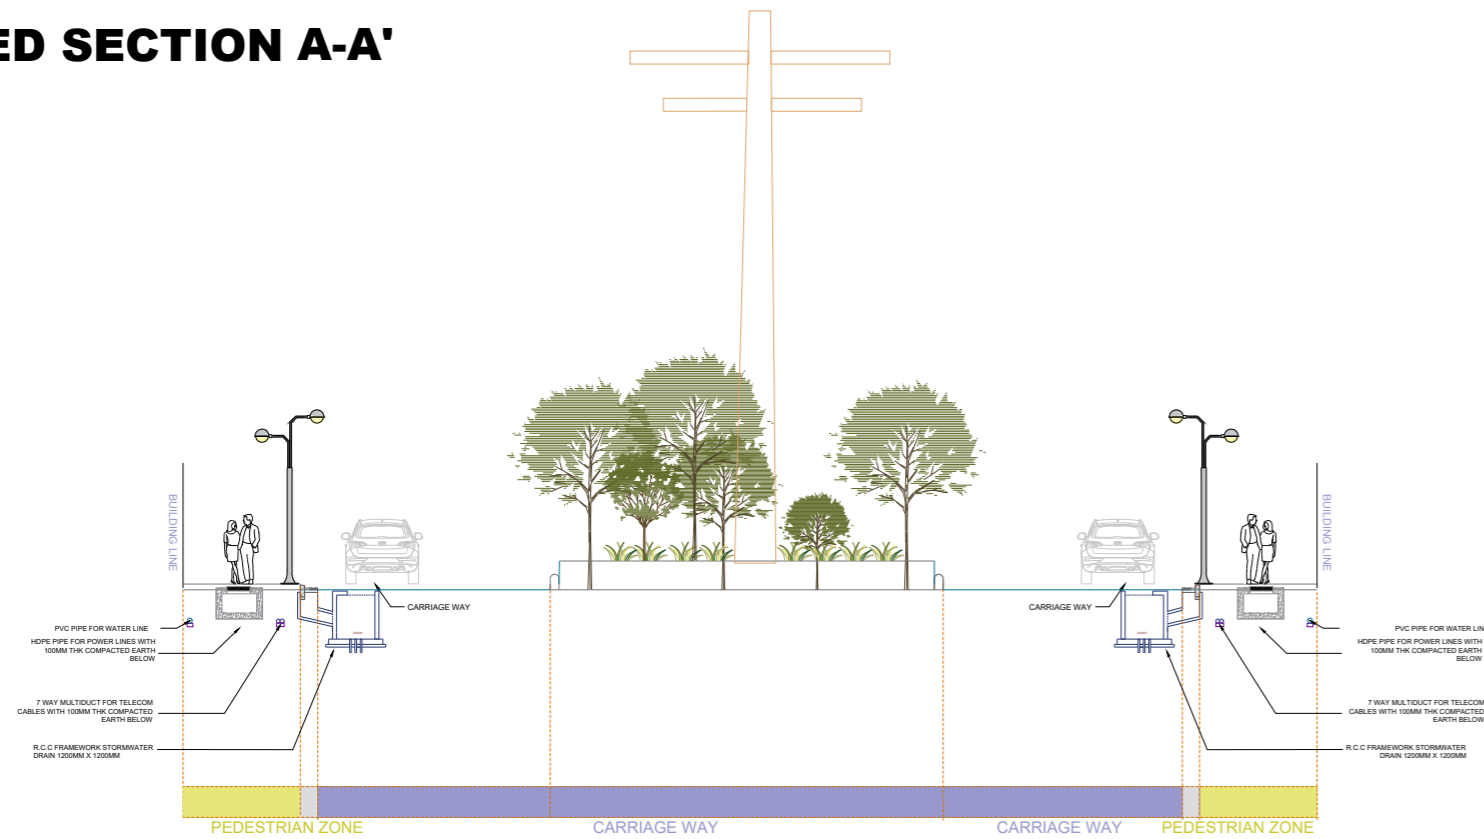 ED SECTION A-A'
BUILDING LINE
BUILDING LINE
CARRIAGE WAY
CARRIAGE WAY
PVC PIPE FOR WATER LINE
HDPE PIPE FOR POWER LINES WITH
100MM THK COMPACTED EARTH
BELOW
7 WAY MULTIDUCT FOR TELECOM
CABLES WITH 100MM THK COMPACTED
EARTH BELOW
R.C.C FRAMEWORK STORMWATER
DRAIN 1200MM X 1200MM
PVC PIPE FOR WATER LIN
HDPE PIPE FOR POWER LINES WITH
100MM THK COMPACTED EARTH
BELOW
7 WAY MULTIDUCT FOR TELECOM
CABLES WITH 100MM THK COMPACTED
EARTH BELOW
R.C.C FRAMEWORK STORMWATER
DRAIN 1200MM X 1200MM
PEDESTRIAN ZONE
CARRIAGE WAY
CARRIAGE WAY
PEDESTRIAN ZONE